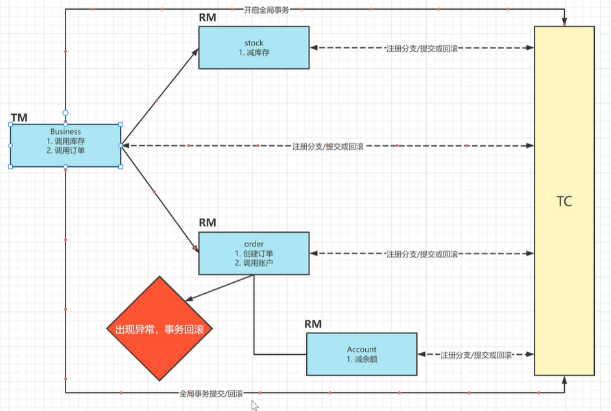 开启全局事务
RM
stock
1. 减库存
注册分支/提交或回滚
TM
Business
1. 调用库存
2. 调用订单
注册分支/提交或回滚
TC
RM
order
1. 创建订单
2. 调用账户
注册分支/提交或回滚
出现异常，事务回滚
RM
Account
1. 减余额
注册分支/提交或回滚
全局事务提交/回滚